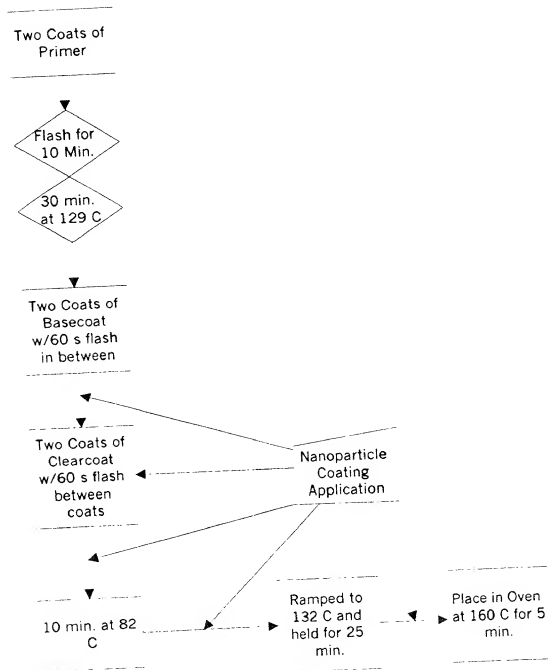 Two Coats of
Primer
Flash for
10 Min.
30 min.
at 129 C
Two Coats of
Basecoat
w/60 s flash
in between
Two Coats of
Clearcoat
w/60 s flash
between
coats
Nanoparticle
Coating
Application
10 min. at 82
C
Ramped to
132 C and
held for 25
min.
Place in Oven
at 160 C for 5
min.